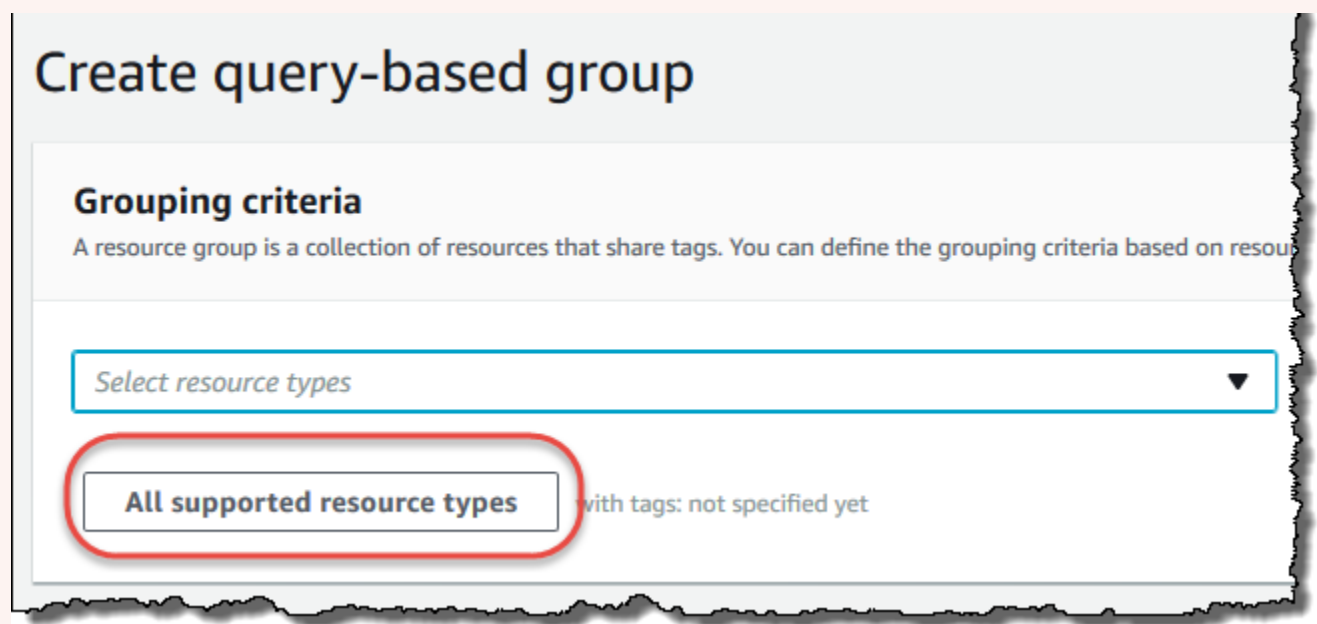 Create query-based group
Grouping criteria
A resource group is a collection of resources that share tags. You can define the grouping criteria based on
Select resource types
All supported resource types with tags: not specified yet